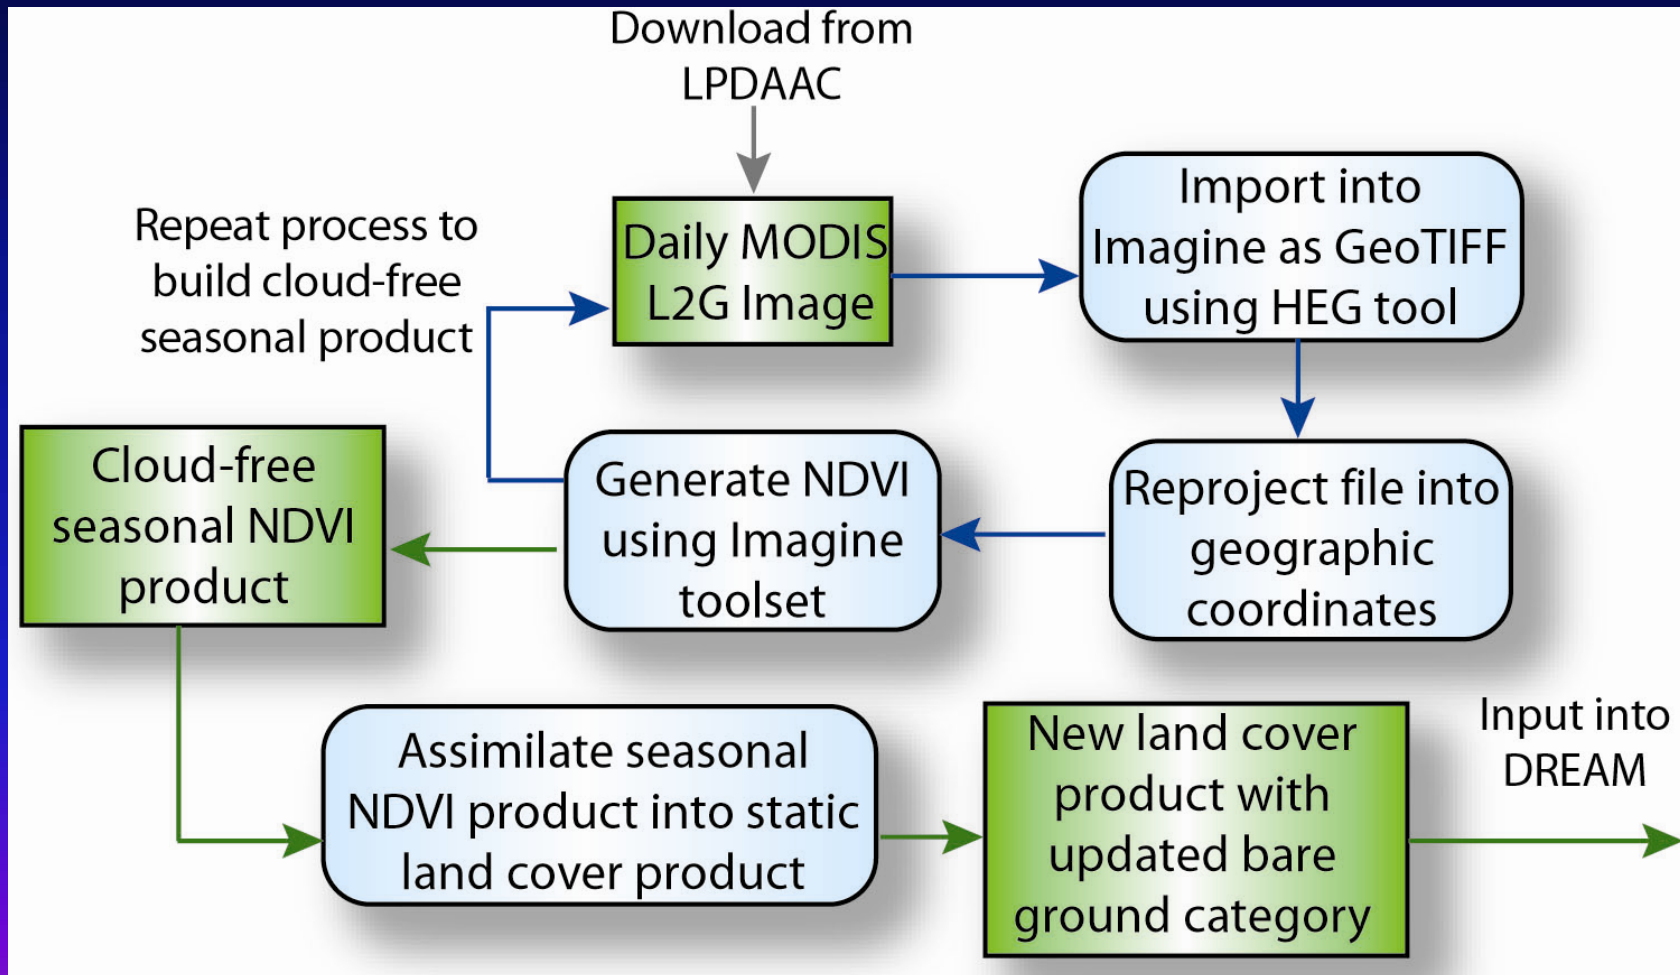 Download from
LPDAAC
Repeat process to
build cloud-free
seasonal product
Daily MODIS
L2G Image
Import into
Imagine as GeoTIFF
using HEG tool
Cloud-free
seasonal NDVI
product
Generate NDVI
using Imagine
toolset
Reproject file into
geographic
coordinates
Assimilate seasonal
NDVI product into static
land cover product
New land cover
product with
updated bare
ground category
Input into
DREAM